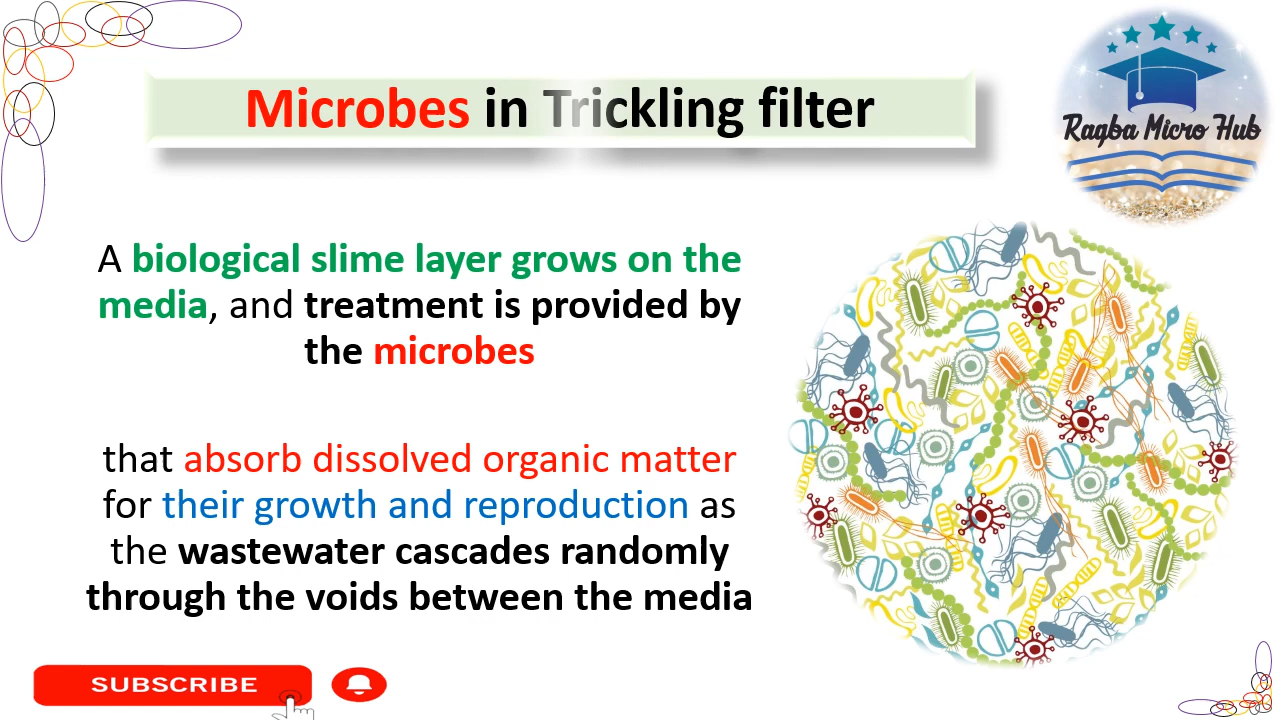 Microbes in Trickling filter
Raqba Micro Hub
A biological slime layer grows on the
media, and treatment is provided by
the microbes
that absorb dissolved organic matter
for their growth and reproduction as
the wastewater cascades randomly
through the voids between the media
SUBSCRIBE